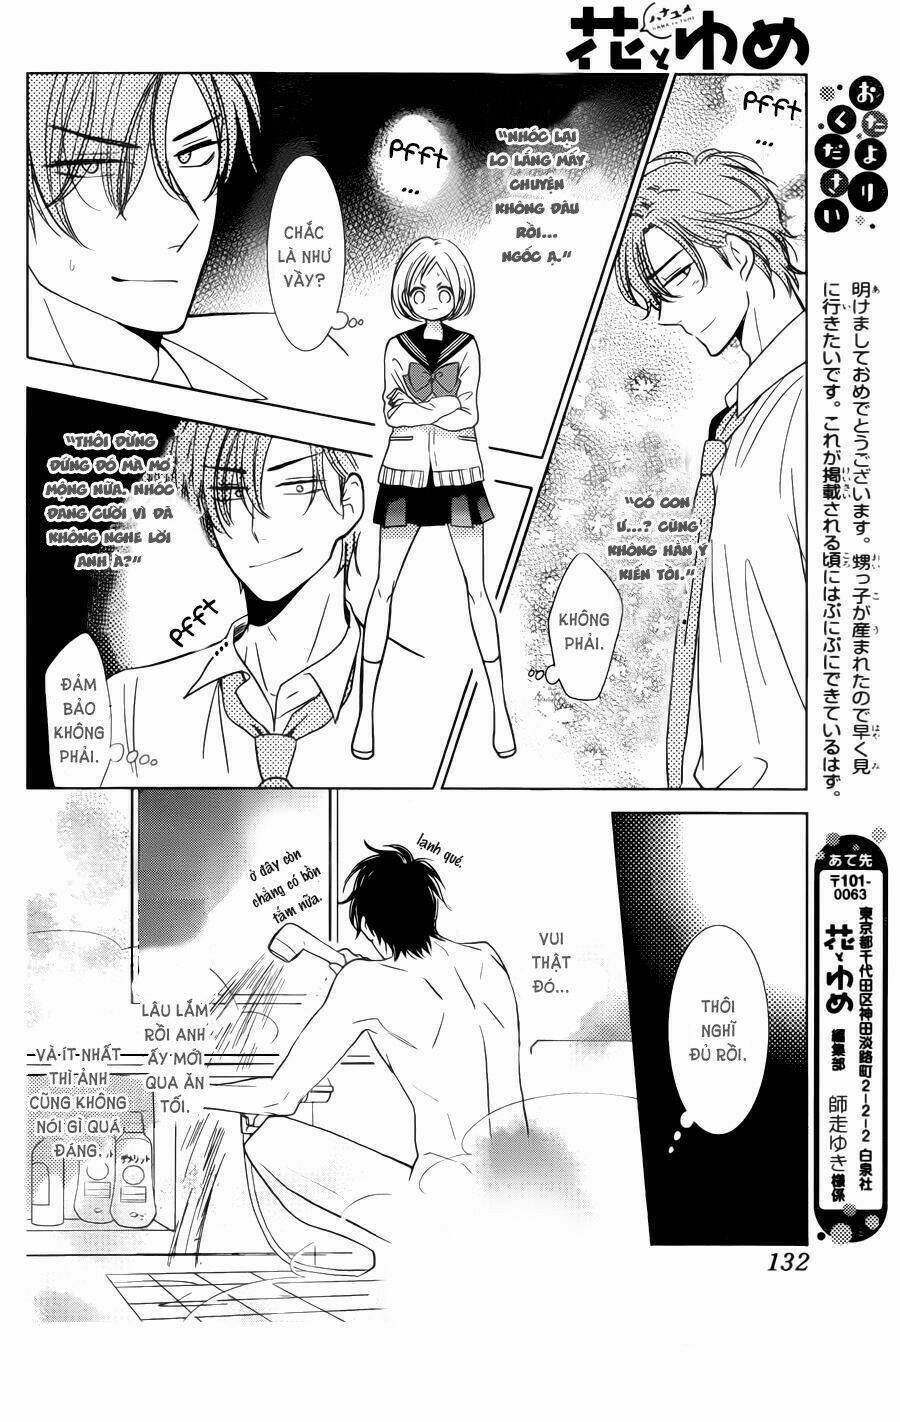 ハナユメ
HANA to YUME
花とゆめ
おたより
ください
明けましておめでとうございます。甥っ子が産まれたので早く見
に行きたいです。これが掲載される頃にはぷにぷにできているはず。
あて先
〒101-
0063
東京都千代田区神田淡路町2-2-2 白泉社
花とゆめ 編集部 師走ゆき様係
Pfft
...
"CÓ CON
Ư...? CŨNG
KHÔNG HẲN Ý
KIẾN TỒI."
KHÔNG
PHẢI.
Pfft
...
"NHÓC LẠI
LO LẮNG MẤY
CHUYỆN
KHÔNG ĐÂU
RỒI...
NGỐC Ạ."
CHẮC
LÀ NHƯ
VẦY?
"THÔI ĐỪNG
ĐỨNG ĐÓ MÀ MƠ
MỘNG NỮA. NHÓC
ĐANG CƯỜI VÌ ĐÃ
KHÔNG NGHE LỜI
ANH À?"
Pfft
...
ĐẢM
BẢO
KHÔNG
PHẢI.
THÔI
NGHĨ
ĐỦ RỒI.
lạnh qué.
ở đây còn
chẳng có bồn
tắm nữa.
VUI
THẬT
ĐÓ...
LÂU LẮM
RỒI ANH
ẤY MỚI
QUA ĂN
TỐI.
VÀ ÍT NHẤT
THÌ ẢNH
CŨNG KHÔNG
NÓI GÌ QUÁ
ĐÁNG.
デメリット
132